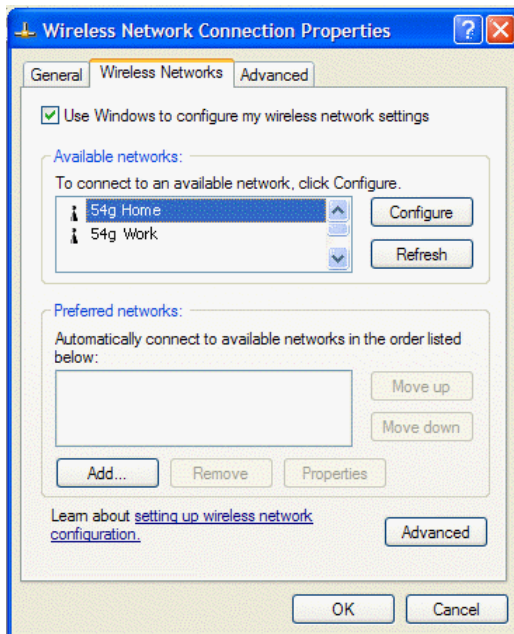 Wireless Network Connection Properties
General Wireless Networks Advanced
Use Windows to configure my wireless network settings
Available networks:
To connect to an available network, click Configure.
54g Home
54g Work
Configure
Refresh
Preferred networks:
Automatically connect to available networks in the order listed
below:
Move up
Move down
Add... Remove Properties
Learn about setting up wireless network
configuration.
Advanced
OK Cancel